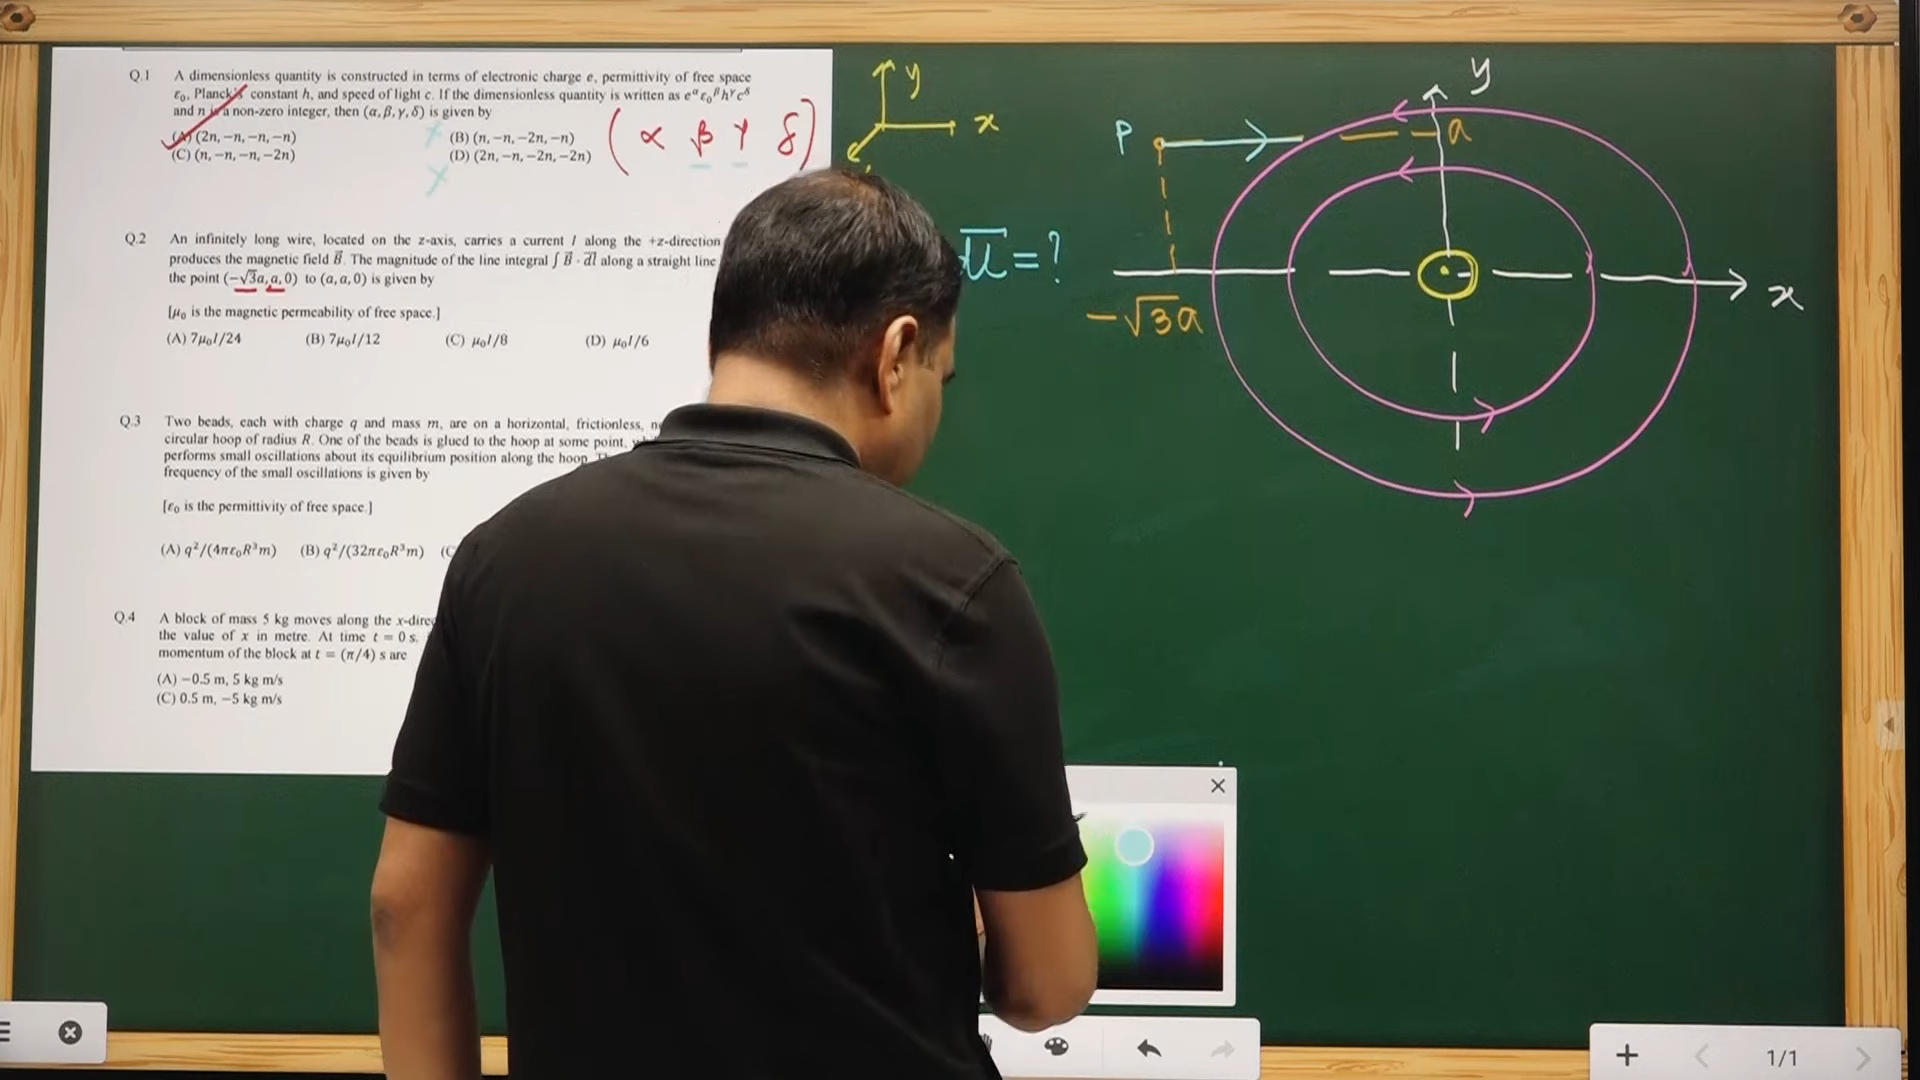 Q.1 A dimensionless quantity is constructed in terms of electronic charge e, permittivity of free space
ε₀, Planck's constant h, and speed of light c. If the dimensionless quantity is written as e^α ε₀^β h^γ c^δ
and n is a non-zero integer, then (α, β, γ, δ) is given by
(A) (2n, −n, −n, −n) (B) (n, −n, −2n, −n)
(C) (n, −n, −n, −2n) (D) (2n, −n, −2n, −2n)
(α β γ δ)
Q.2 An infinitely long wire, located on the z-axis, carries a current I along the +z-direction
produces the magnetic field B⃗. The magnitude of the line integral ∫ B⃗ · dl⃗ along a straight line
the point (−√3a, a, 0) to (a, a, 0) is given by
[μ₀ is the magnetic permeability of free space.]
(A) 7μ₀I/24 (B) 7μ₀I/12 (C) μ₀I/8 (D) μ₀I/6
Q.3 Two beads, each with charge q and mass m, are on a horizontal, frictionless,
circular hoop of radius R. One of the beads is glued to the hoop at some point,
performs small oscillations about its equilibrium position along the hoop.
frequency of the small oscillations is given by
[ε₀ is the permittivity of free space.]
(A) q²/(4πε₀R³m) (B) q²/(32πε₀R³m)
Q.4 A block of mass 5 kg moves along the
the value of x in metre. At time t = 0 s,
momentum of the block at t = (π/4) s are
(A) −0.5 m, 5 kg m/s
(C) 0.5 m, −5 kg m/s
y
x
= ?
y
P
a
x
−√3a
1/1